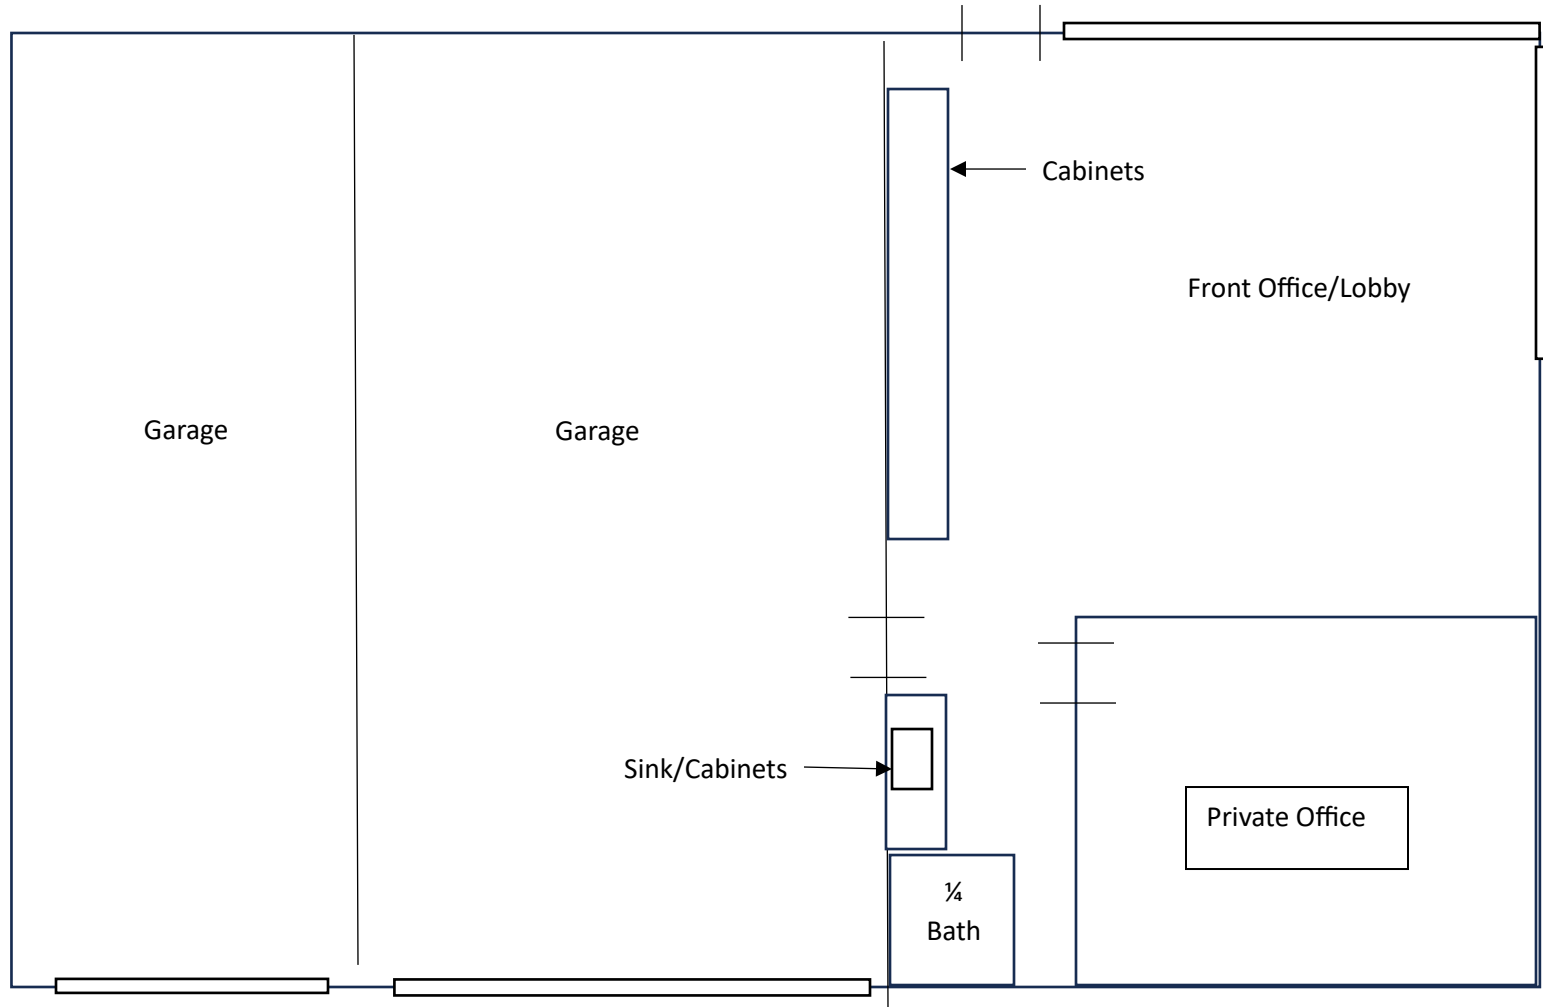 Cabinets
Front Office/Lobby
Garage
Garage
Sink/Cabinets
Private Office
¼
Bath